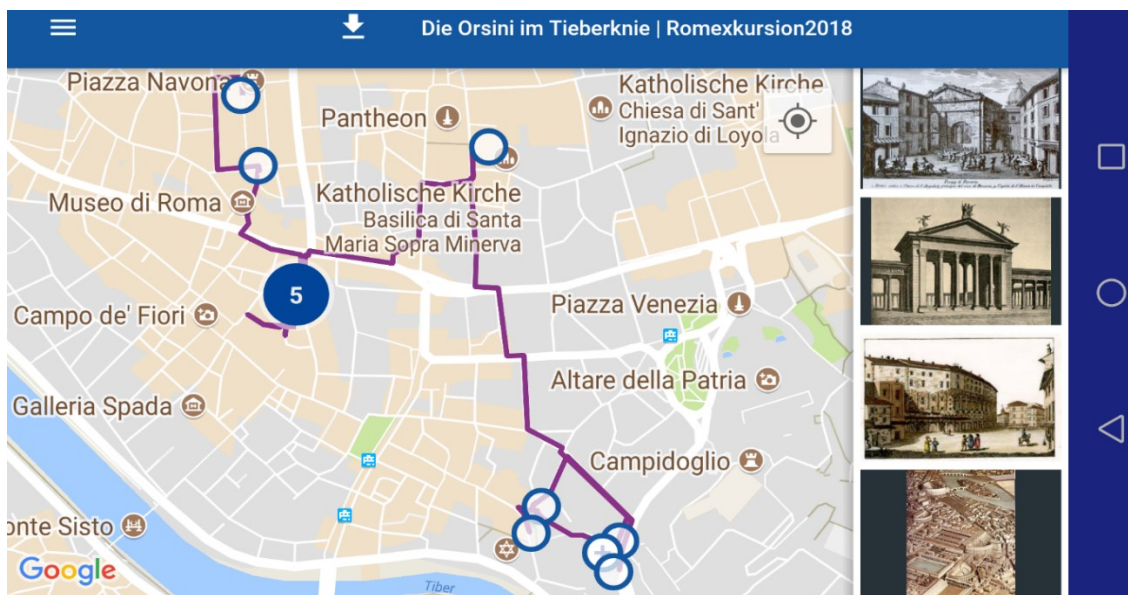 Die Orsini im Tieberknie | Romexkursion2018
Piazza Navona
Pantheon
Katholische Kirche
Chiesa di Sant'
Ignazio di Loyola
Museo di Roma
Katholische Kirche
Basilica di Santa
Maria Sopra Minerva
5
Campo de' Fiori
Piazza Venezia
Altare della Patria
Galleria Spada
Campidoglio
onte Sisto
Google
Tiber